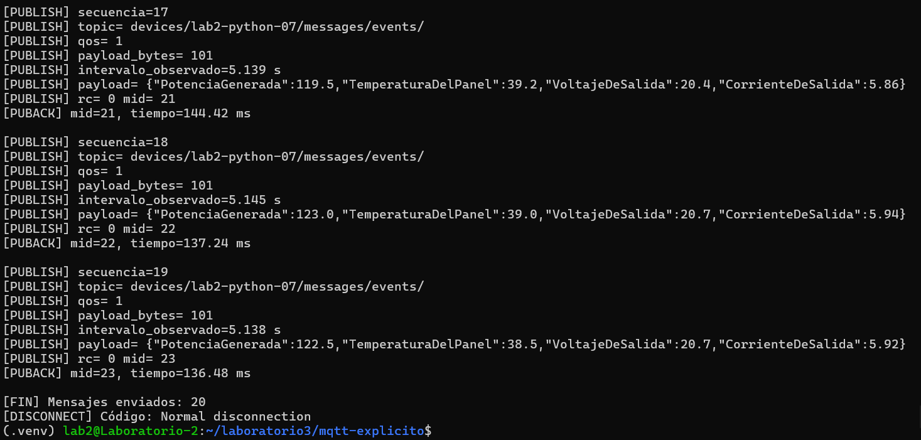 [PUBLISH] secuencia=17
[PUBLISH] topic= devices/lab2-python-07/messages/events/
[PUBLISH] qos= 1
[PUBLISH] payload_bytes= 101
[PUBLISH] intervalo_observado=5.139 s
[PUBLISH] payload= {"PotenciaGenerada":119.5,"TemperaturaDelPanel":39.2,"VoltajeDeSalida":20.4,"CorrienteDeSalida":5.86}
[PUBLISH] rc= 0 mid= 21
[PUBACK] mid=21, tiempo=144.42 ms

[PUBLISH] secuencia=18
[PUBLISH] topic= devices/lab2-python-07/messages/events/
[PUBLISH] qos= 1
[PUBLISH] payload_bytes= 101
[PUBLISH] intervalo_observado=5.145 s
[PUBLISH] payload= {"PotenciaGenerada":123.0,"TemperaturaDelPanel":39.0,"VoltajeDeSalida":20.7,"CorrienteDeSalida":5.94}
[PUBLISH] rc= 0 mid= 22
[PUBACK] mid=22, tiempo=137.24 ms

[PUBLISH] secuencia=19
[PUBLISH] topic= devices/lab2-python-07/messages/events/
[PUBLISH] qos= 1
[PUBLISH] payload_bytes= 101
[PUBLISH] intervalo_observado=5.138 s
[PUBLISH] payload= {"PotenciaGenerada":122.5,"TemperaturaDelPanel":38.5,"VoltajeDeSalida":20.7,"CorrienteDeSalida":5.92}
[PUBLISH] rc= 0 mid= 23
[PUBACK] mid=23, tiempo=136.48 ms

[FIN] Mensajes enviados: 20
[DISCONNECT] Código: Normal disconnection
(.venv) lab2@Laboratorio-2:~/laboratorio3/mqtt-explicito$